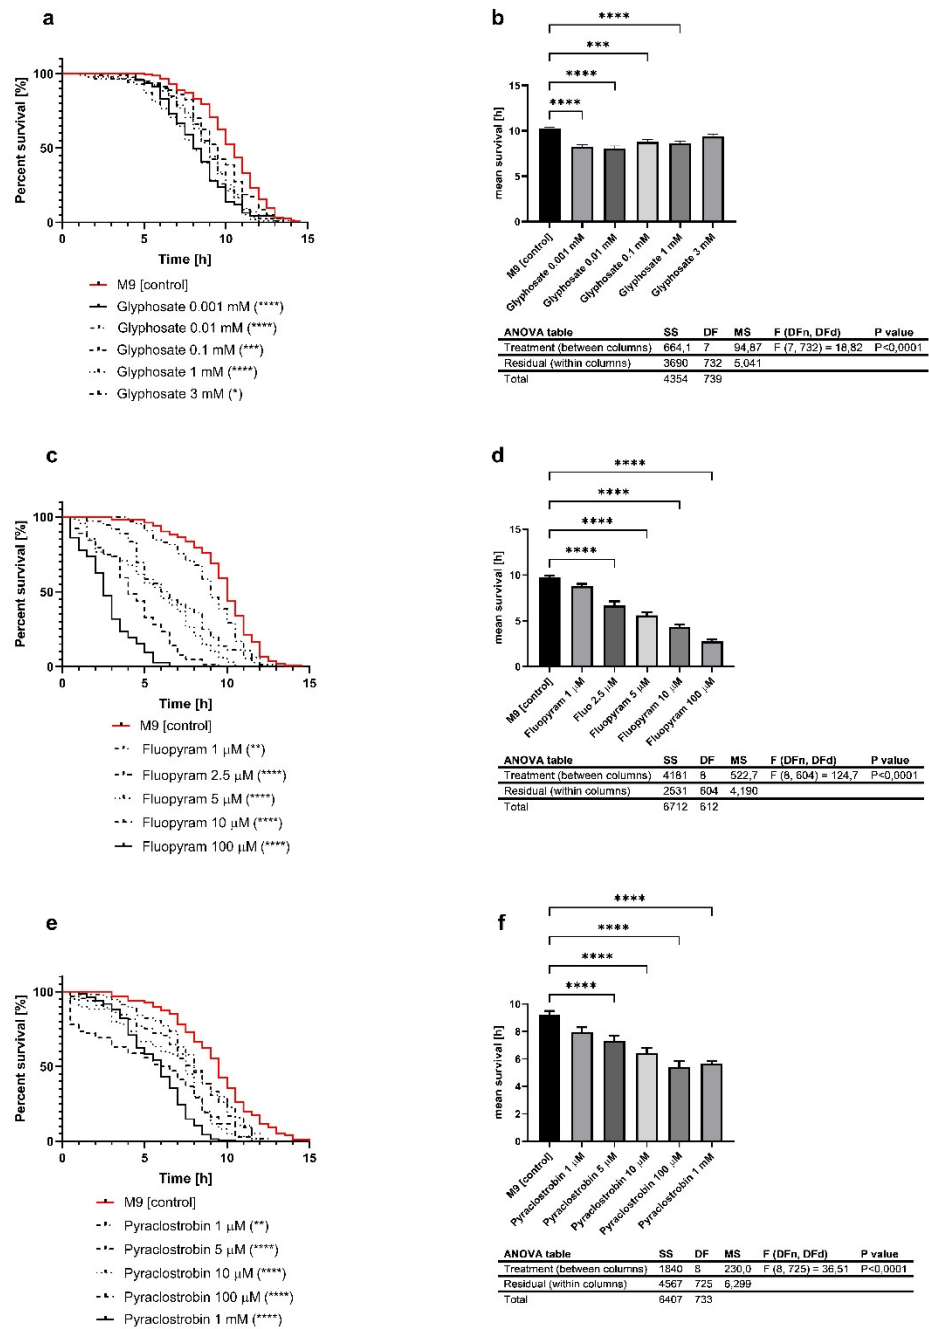 a
Percent survival [%]
100
50
0
0 5 10 15
Time [h]
M9 [control]
Glyphosate 0.001 mM (****)
Glyphosate 0.01 mM (****)
Glyphosate 0.1 mM (***)
Glyphosate 1 mM (****)
Glyphosate 3 mM (*)
b
****
***
****
****
mean survival [h]
15
10
5
0
M9 [control]
Glyphosate 0.001 mM
Glyphosate 0.01 mM
Glyphosate 0.1 mM
Glyphosate 1 mM
Glyphosate 3 mM
ANOVA table SS DF MS F (DFn, DFd) P value
Treatment (between columns) 664,1 7 94,87 F (7, 732) = 18,82 P<0,0001
Residual (within columns) 3690 732 5,041
Total 4354 739
c
Percent survival [%]
100
50
0
0 5 10 15
Time [h]
M9 [control]
Fluopyram 1 μM (**)
Fluopyram 2.5 μM (****)
Fluopyram 5 μM (****)
Fluopyram 10 μM (****)
Fluopyram 100 μM (****)
d
****
****
****
****
mean survival [h]
15
10
5
0
M9 [control]
Fluopyram 1 μM
Fluo 2.5 μM
Fluopyram 5 μM
Fluopyram 10 μM
Fluopyram 100 μM
ANOVA table SS DF MS F (DFn, DFd) P value
Treatment (between columns) 4181 8 522,7 F (8, 604) = 124,7 P<0,0001
Residual (within columns) 2531 604 4,190
Total 6712 612
e
Percent survival [%]
100
50
0
0 5 10 15
Time [h]
M9 [control]
Pyraclostrobin 1 μM (**)
Pyraclostrobin 5 μM (****)
Pyraclostrobin 10 μM (****)
Pyraclostrobin 100 μM (****)
Pyraclostrobin 1 mM (****)
f
****
****
****
****
mean survival [h]
10
8
6
4
2
0
M9 [control]
Pyraclostrobin 1 μM
Pyraclostrobin 5 μM
Pyraclostrobin 10 μM
Pyraclostrobin 100 μM
Pyraclostrobin 1 mM
ANOVA table SS DF MS F (DFn, DFd) P value
Treatment (between columns) 1840 8 230,0 F (8, 725) = 36,51 P<0,0001
Residual (within columns) 4567 725 6,299
Total 6407 733